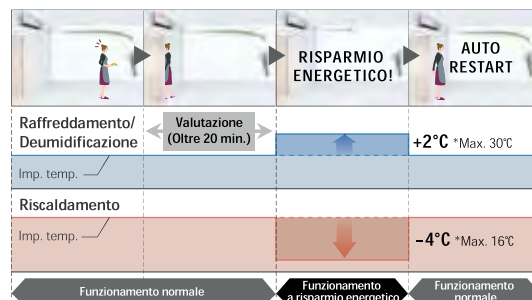 RISPARMIO
ENERGETICO!
AUTO
RESTART
Raffreddamento/
Deumidificazione
Valutazione
(Oltre 20 min.)
+2°C *Max. 30°C
Imp. temp.
Riscaldamento
Imp. temp.
–4°C *Max. 16°C
Funzionamento normale
Funzionamento
a risparmio energetico
Funzionamento
normale